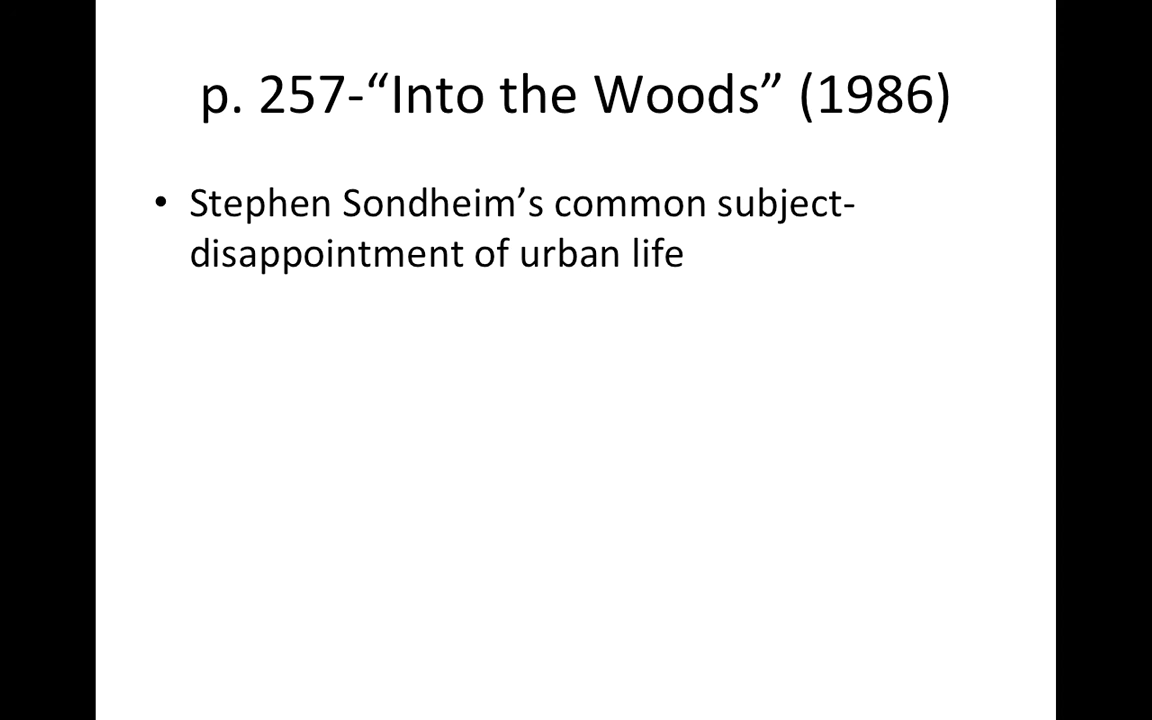 p. 257-“Into the Woods” (1986)
• Stephen Sondheim’s common subject-
disappointment of urban life